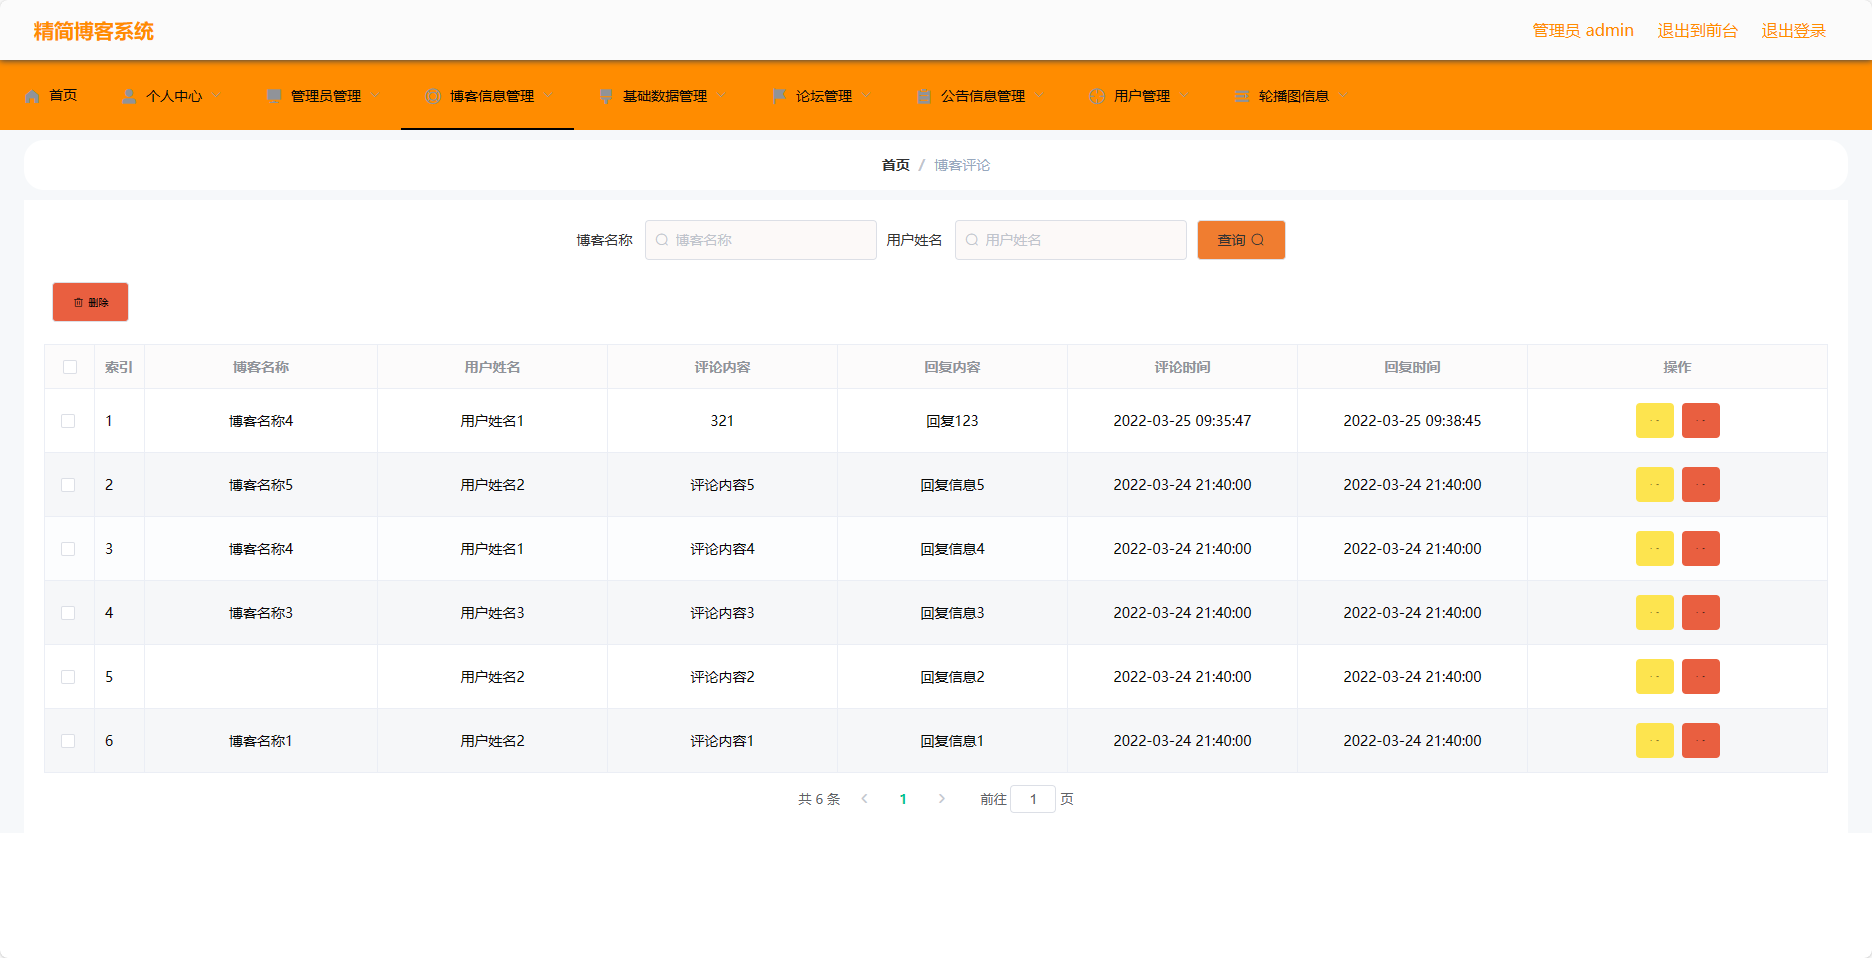 精简博客系统 管理员 admin 退出到前台 退出登录
首页 个人中心 管理员管理 博客信息管理 基础数据管理 论坛管理 公告信息管理 用户管理 轮播图信息
首页 / 博客评论
博客名称 博客名称 用户姓名 用户姓名 查询
删除
索引 博客名称 用户姓名 评论内容 回复内容 评论时间 回复时间 操作
1 博客名称4 用户姓名1 321 回复123 2022-03-25 09:35:47 2022-03-25 09:38:45
2 博客名称5 用户姓名2 评论内容5 回复信息5 2022-03-24 21:40:00 2022-03-24 21:40:00
3 博客名称4 用户姓名1 评论内容4 回复信息4 2022-03-24 21:40:00 2022-03-24 21:40:00
4 博客名称3 用户姓名3 评论内容3 回复信息3 2022-03-24 21:40:00 2022-03-24 21:40:00
5 用户姓名2 评论内容2 回复信息2 2022-03-24 21:40:00 2022-03-24 21:40:00
6 博客名称1 用户姓名2 评论内容1 回复信息1 2022-03-24 21:40:00 2022-03-24 21:40:00
共 6 条 1 前往 1 页